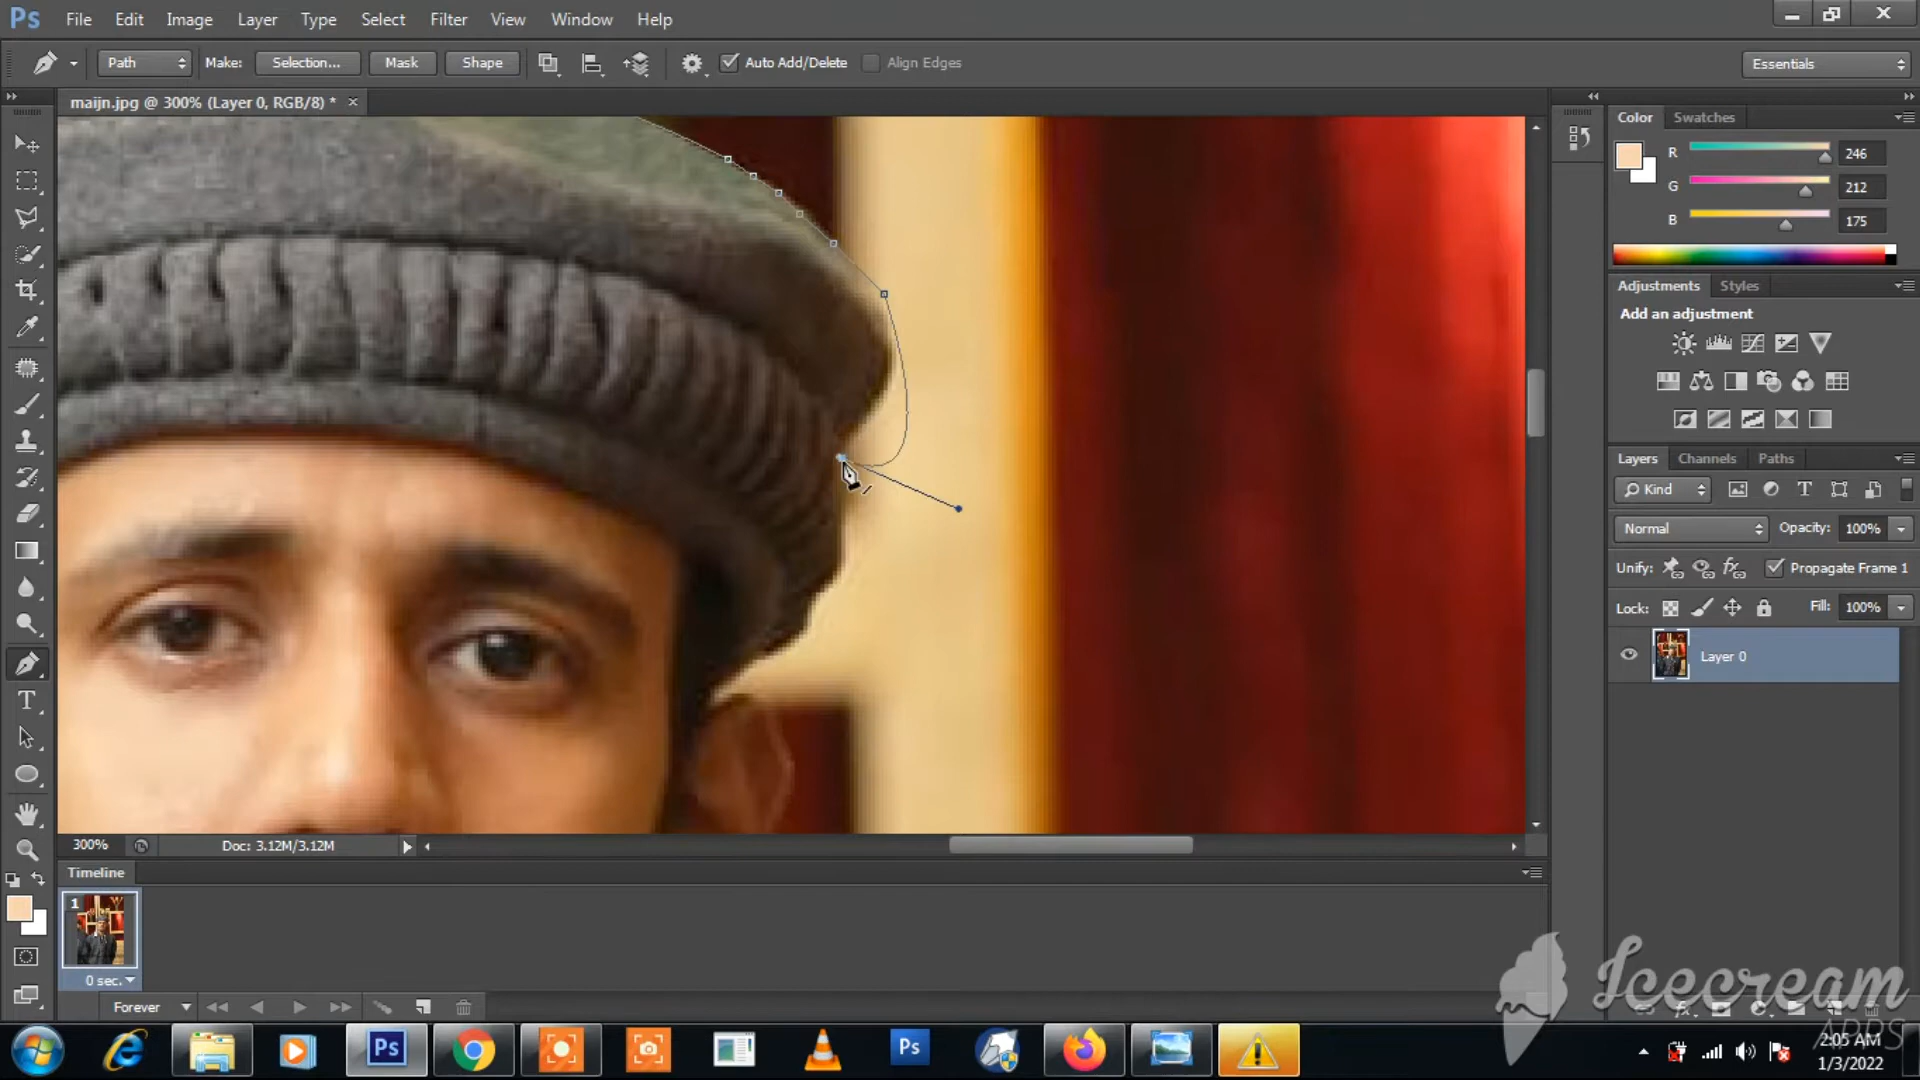 Ps File Edit Image Layer Type Select Filter View Window Help
Path Make: Selection... Mask Shape Auto Add/Delete Align Edges Essentials
maijn.jpg @ 300% (Layer 0, RGB/8) * ×
Color Swatches
R 246
G 212
B 175
Adjustments Styles
Add an adjustment
Layers Channels Paths
Kind
Normal Opacity: 100%
Unify: Propagate Frame 1
Lock: Fill: 100%
Layer 0
300% Doc: 3.12M/3.12M
Timeline
1
0 sec.
Forever
Icecream
APPS
Ps Ps
2:05 AM
1/3/2022